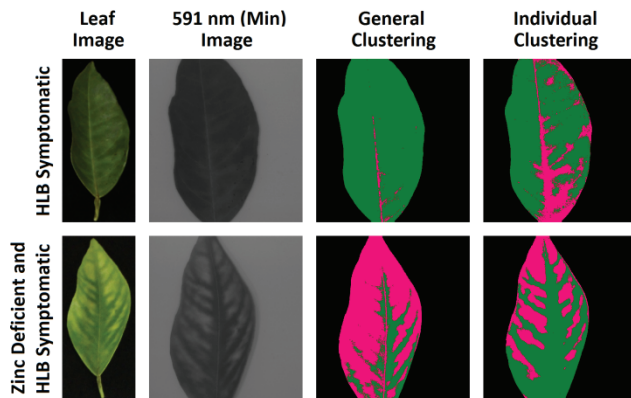 Leaf Image
591 nm (Min) Image
General Clustering
Individual Clustering
HLB Symptomatic
Zinc Deficient and HLB Symptomatic